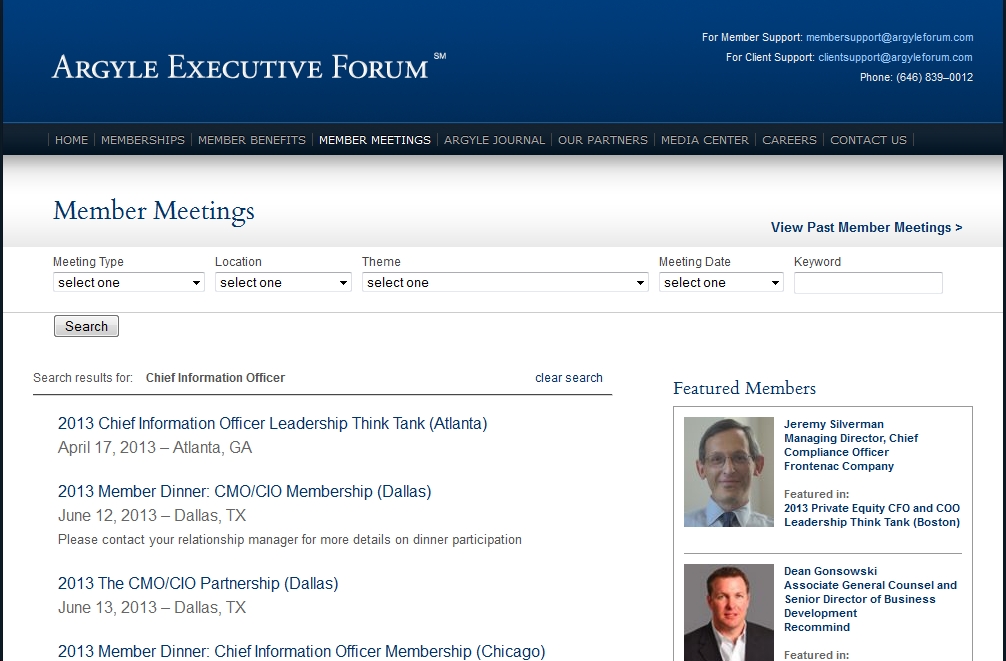 For Member Support: membersupport@argyleforum.com
ARGYLE EXECUTIVE FORUM SM
For Client Support: clientsupport@argyleforum.com
Phone: (646) 839–0012
HOME MEMBERSHIPS MEMBER BENEFITS MEMBER MEETINGS ARGYLE JOURNAL OUR PARTNERS MEDIA CENTER CAREERS CONTACT US
Member Meetings
View Past Member Meetings >
Meeting Type Location Theme Meeting Date Keyword
select one select one select one select one
Search
Search results for: Chief Information Officer clear search
2013 Chief Information Officer Leadership Think Tank (Atlanta)
April 17, 2013 – Atlanta, GA
2013 Member Dinner: CMO/CIO Membership (Dallas)
June 12, 2013 – Dallas, TX
Please contact your relationship manager for more details on dinner participation
2013 The CMO/CIO Partnership (Dallas)
June 13, 2013 – Dallas, TX
2013 Member Dinner: Chief Information Officer Membership (Chicago)
Featured Members
Jeremy Silverman
Managing Director, Chief
Compliance Officer
Frontenac Company
Featured in:
2013 Private Equity CFO and COO
Leadership Think Tank (Boston)
Dean Gonsowski
Associate General Counsel and
Senior Director of Business
Development
Recommind
Featured in: